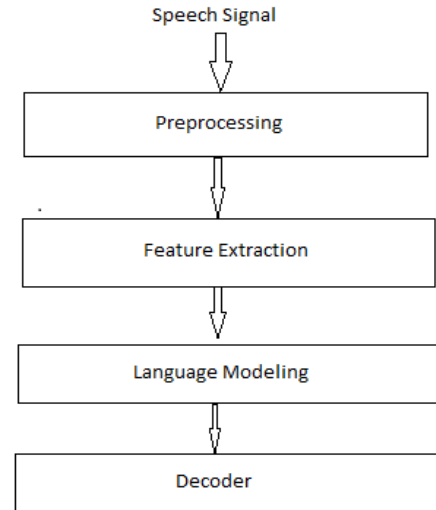 Speech Signal
Preprocessing
Feature Extraction
Language Modeling
Decoder